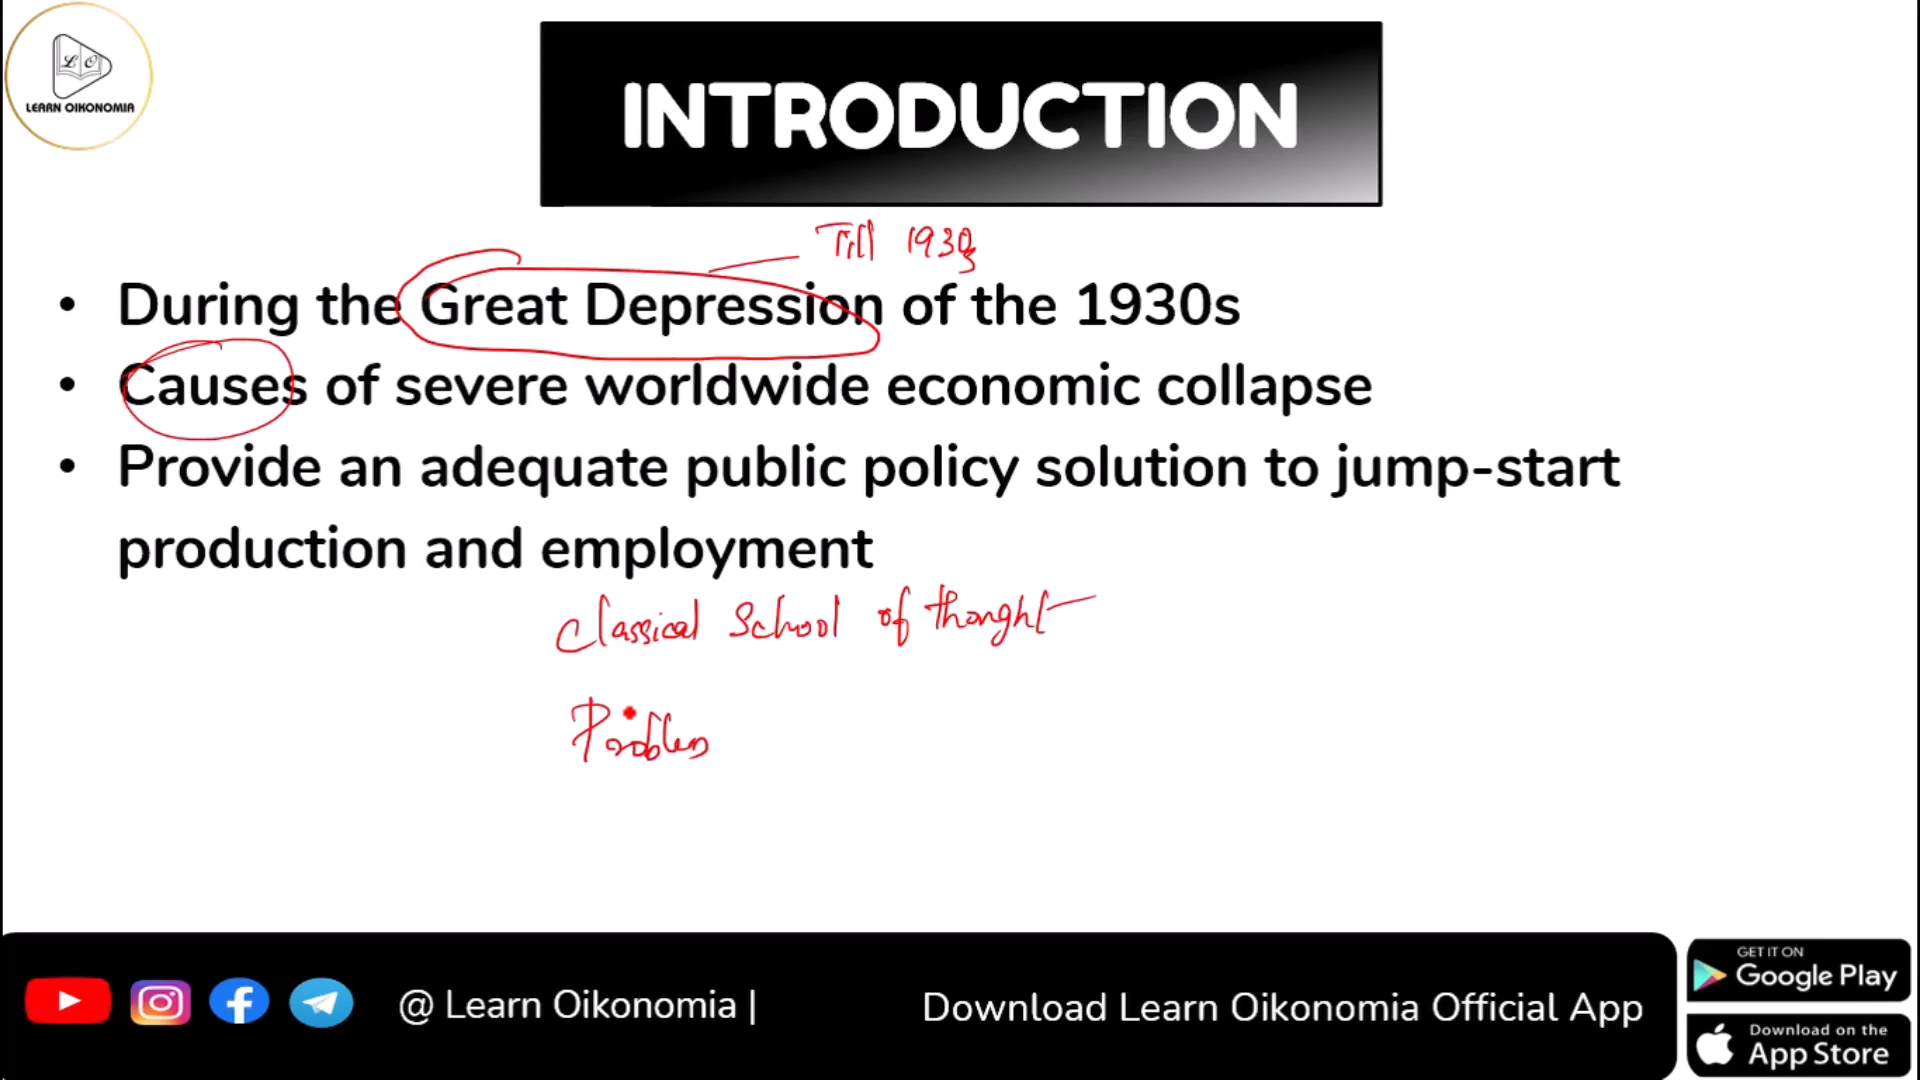 LO
LEARN OIKONOMIA
INTRODUCTION
Till 1930s
• During the Great Depression of the 1930s
• Causes of severe worldwide economic collapse
• Provide an adequate public policy solution to jump-start
production and employment
Classical School of thought
Problem
@ Learn Oikonomia |
Download Learn Oikonomia Official App
GET IT ON
Google Play
Download on the
App Store